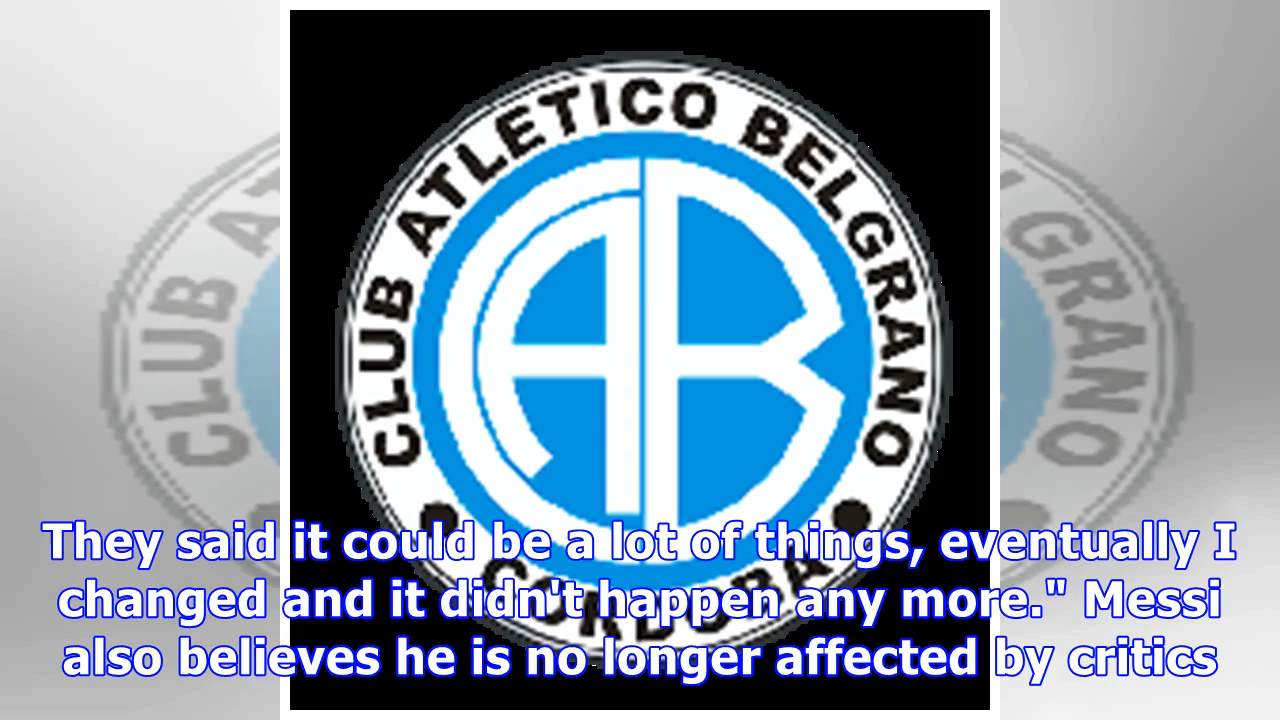 CLUB ATLETICO BELGRANO
AB
CORDOBA
They said it could be a lot of things, eventually I
changed and it didn't happen any more." Messi
also believes he is no longer affected by critics